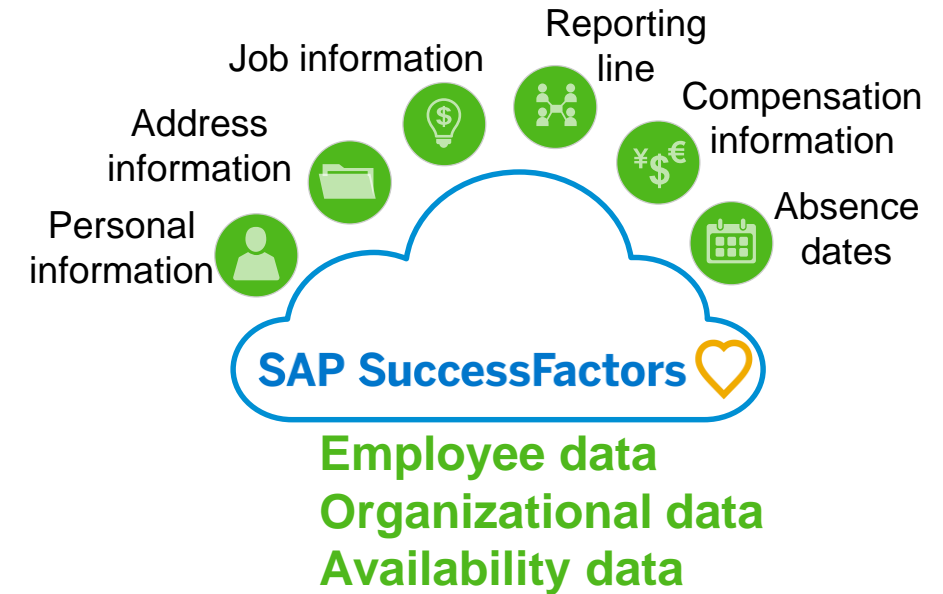 Reporting
line
Job information
Compensation
information
Address
information
¥$€
$
Absence
dates
Personal
information
SAP SuccessFactors
Employee data
Organizational data
Availability data